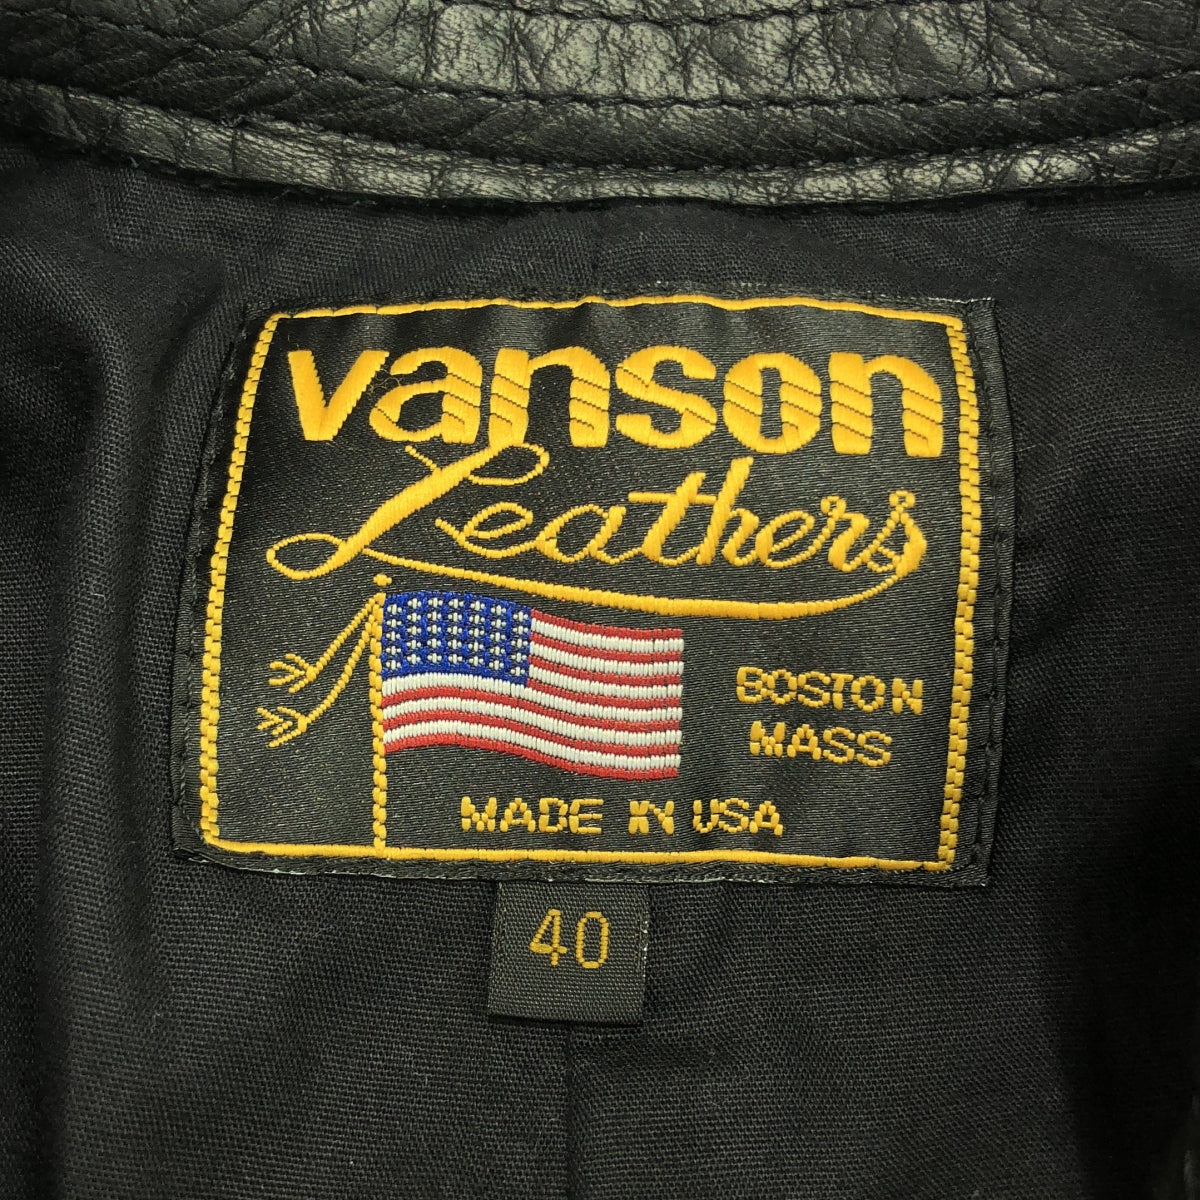 vanson
Leathers
BOSTON
MASS
MADE IN USA
40